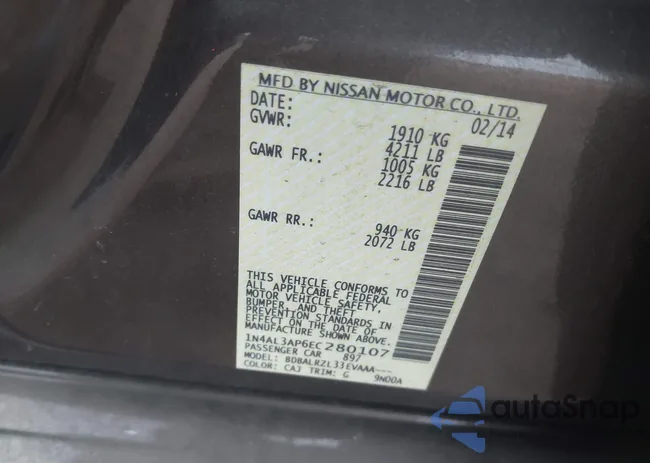 MFD BY NISSAN MOTOR CO., LTD.
DATE: 02/14
GVWR: 1910 KG
4211 LB
GAWR FR.: 1005 KG
2216 LB
GAWR RR.: 940 KG
2072 LB
THIS VEHICLE CONFORMS TO
ALL APPLICABLE FEDERAL
MOTOR VEHICLE SAFETY,
BUMPER, AND THEFT
PREVENTION STANDARDS IN
EFFECT ON THE DATE OF
MANUFACTURE SHOWN ABOVE.
1N4AL3AP6EC280107
PASSENGER CAR 897
MODEL: BDBALRZL33EVAAA---
COLOR: CAJ TRIM: G 9N00A
autoSnap